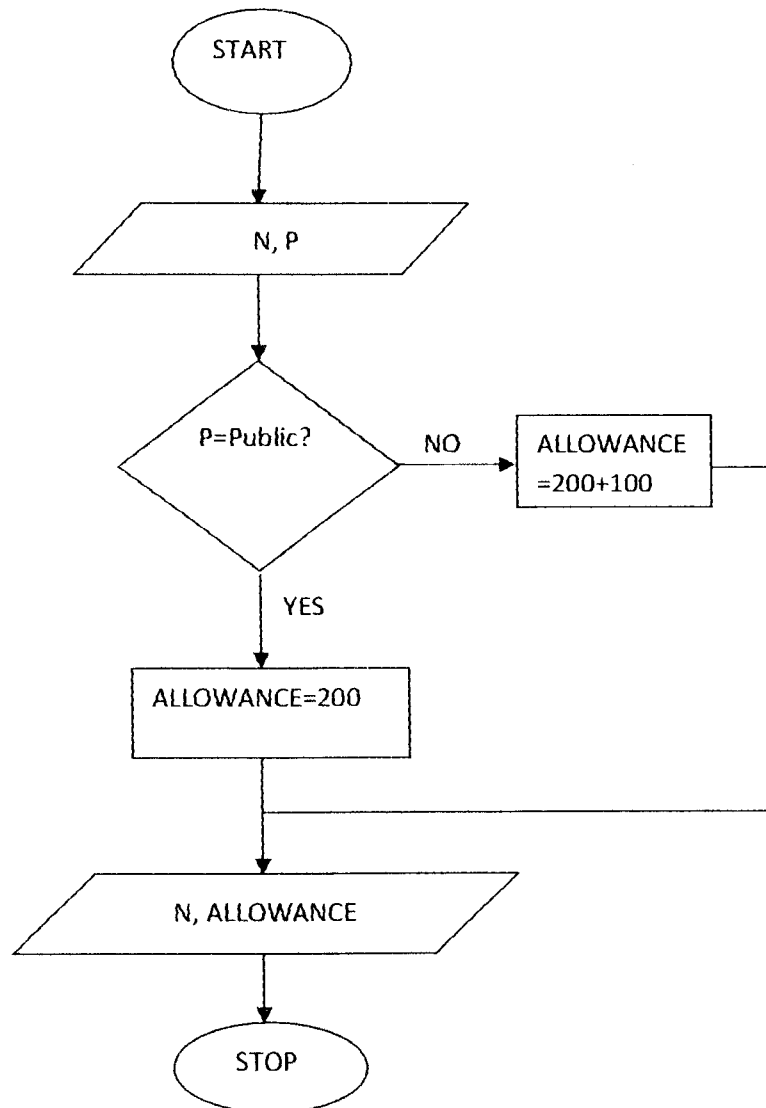 START
N, P
P=Public?
NO
ALLOWANCE
=200+100
YES
ALLOWANCE=200
N, ALLOWANCE
STOP